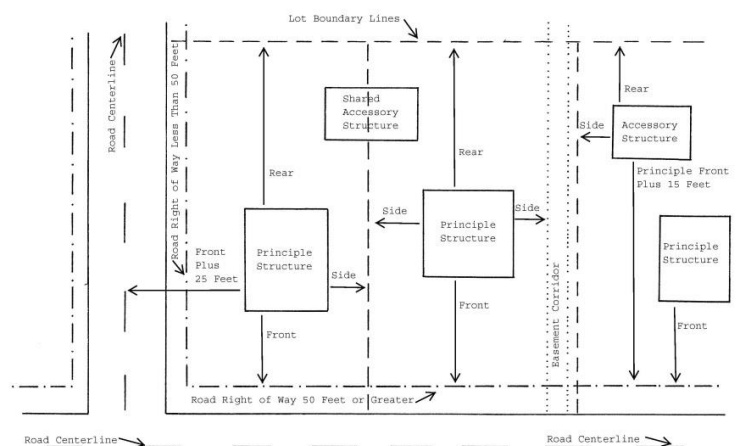 Lot Boundary Lines
Road Centerline
Road Right of Way Less Than 50 Feet
Rear
Shared
Accessory
Structure
Rear
Rear
Side
Accessory
Structure
Principle Front
Plus 15 Feet
Front
Plus
25 Feet
Principle
Structure
Side
Side
Principle
Structure
Side
Principle
Structure
Front
Front
Easement Corridor
Front
Road Right of Way 50 Feet or Greater
Road Centerline
Road Centerline